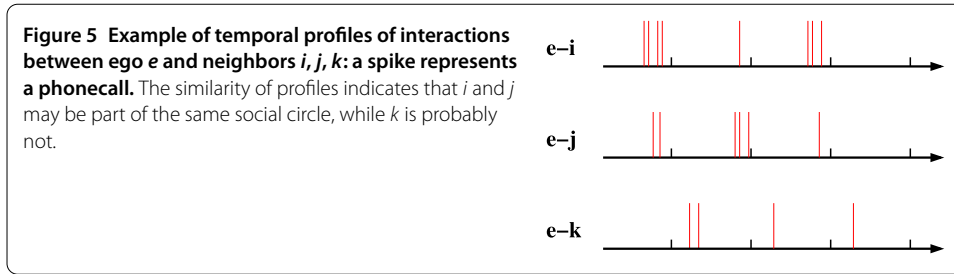 Figure 5 Example of temporal profiles of interactions
between ego e and neighbors i, j, k: a spike represents
a phonecall. The similarity of profiles indicates that i and j
may be part of the same social circle, while k is probably
not.
e–i
e–j
e–k